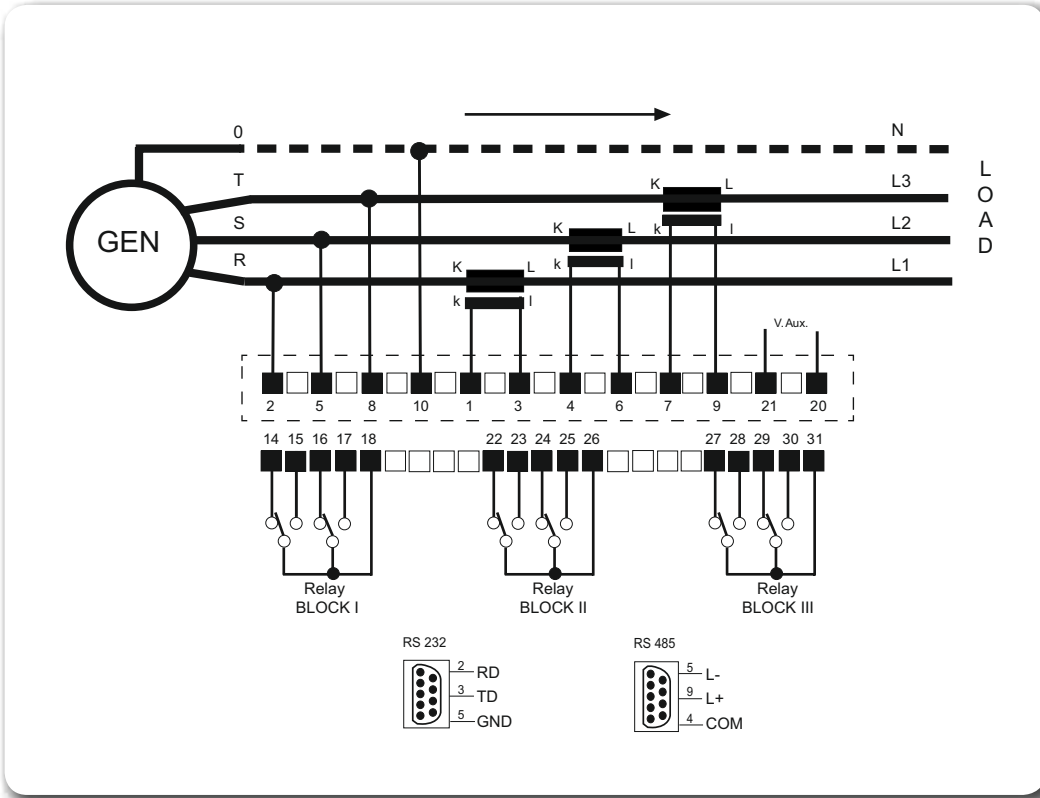 0 N
T L3
K L
S L2
K L k l
R L1
K L k l
k l
LOAD
GEN
V. Aux.
2 5 8 10 1 3 4 6 7 9 21 20
14 15 16 17 18 22 23 24 25 26 27 28 29 30 31
Relay Relay Relay
BLOCK I BLOCK II BLOCK III
RS 232 RS 485
2 RD 5 L-
3 TD 9 L+
5 GND 4 COM